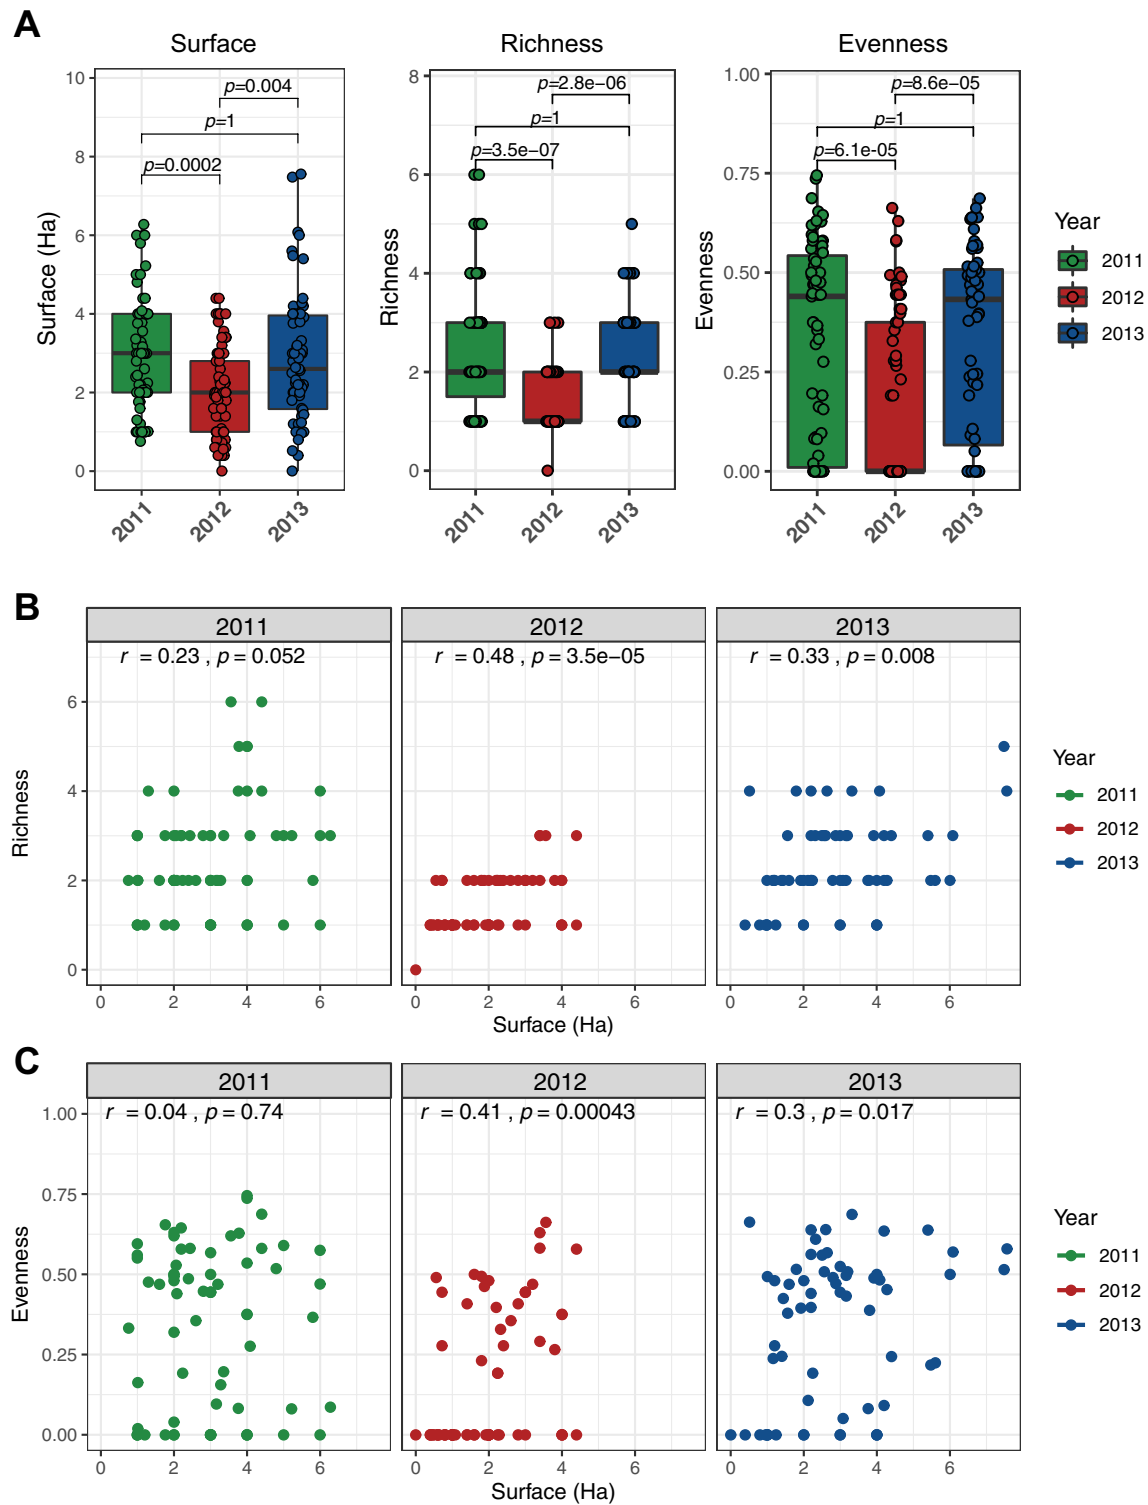 A
Surface
Richness
Evenness
p=0.004
p=1
p=0.0002
10
8
6
4
2
0
Surface (Ha)
2011
2012
2013
p=2.8e−06
p=1
p=3.5e−07
8
6
4
2
0
Richness
2011
2012
2013
p=8.6e−05
p=1
p=6.1e-05
1.00
0.75
0.50
0.25
0.00
Evenness
2011
2012
2013
Year
2011
2012
2013
B
2011
2012
2013
r = 0.23 , p = 0.052
r = 0.48 , p = 3.5e−05
r = 0.33 , p = 0.008
6
4
2
0
Richness
0 2 4 6
0 2 4 6
0 2 4 6
Surface (Ha)
Year
2011
2012
2013
C
2011
2012
2013
r = 0.04 , p = 0.74
r = 0.41 , p = 0.00043
r = 0.3 , p = 0.017
1.00
0.75
0.50
0.25
0.00
Evenness
0 2 4 6
0 2 4 6
0 2 4 6
Surface (Ha)
Year
2011
2012
2013